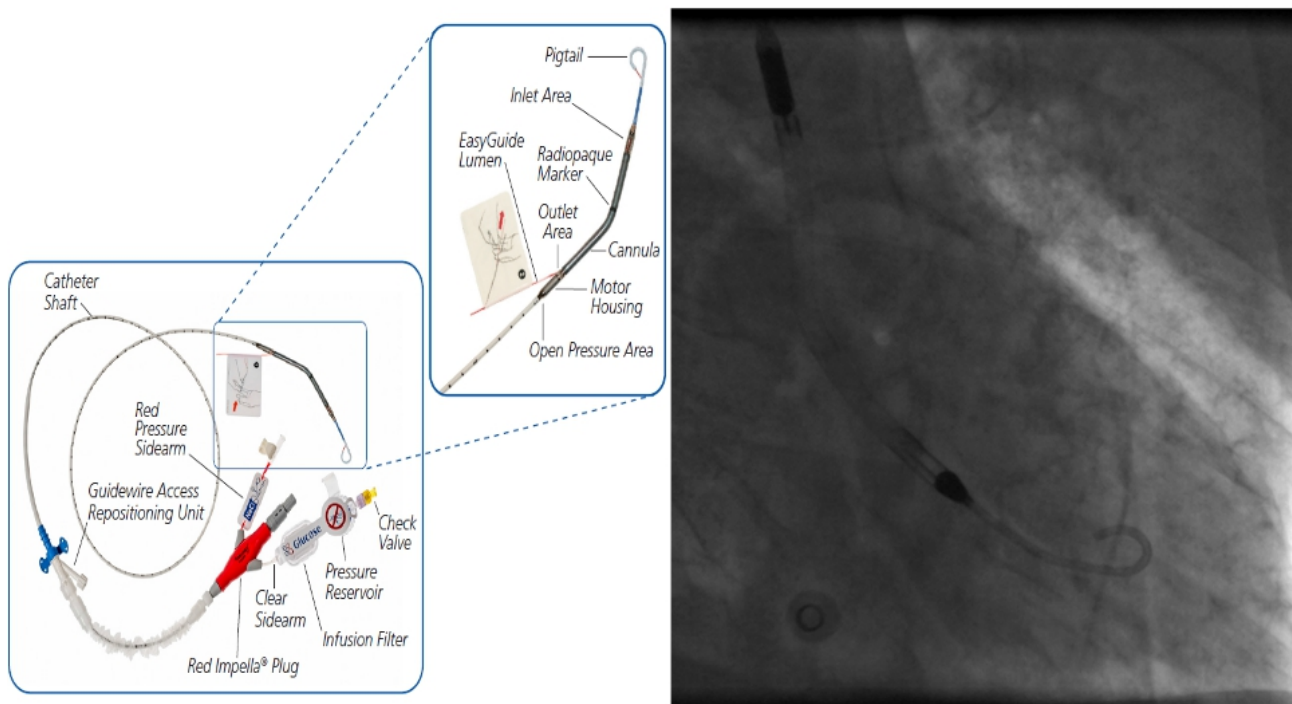 Pigtail
Inlet Area
EasyGuide
Lumen
Radiopaque
Marker
Outlet
Area
Cannula
Motor
Housing
Open Pressure Area
Catheter
Shaft
Red
Pressure
Sidearm
Guidewire Access
Repositioning Unit
Glucose
Check
Valve
Pressure
Reservoir
Clear
Sidearm
Infusion Filter
Red Impella® Plug